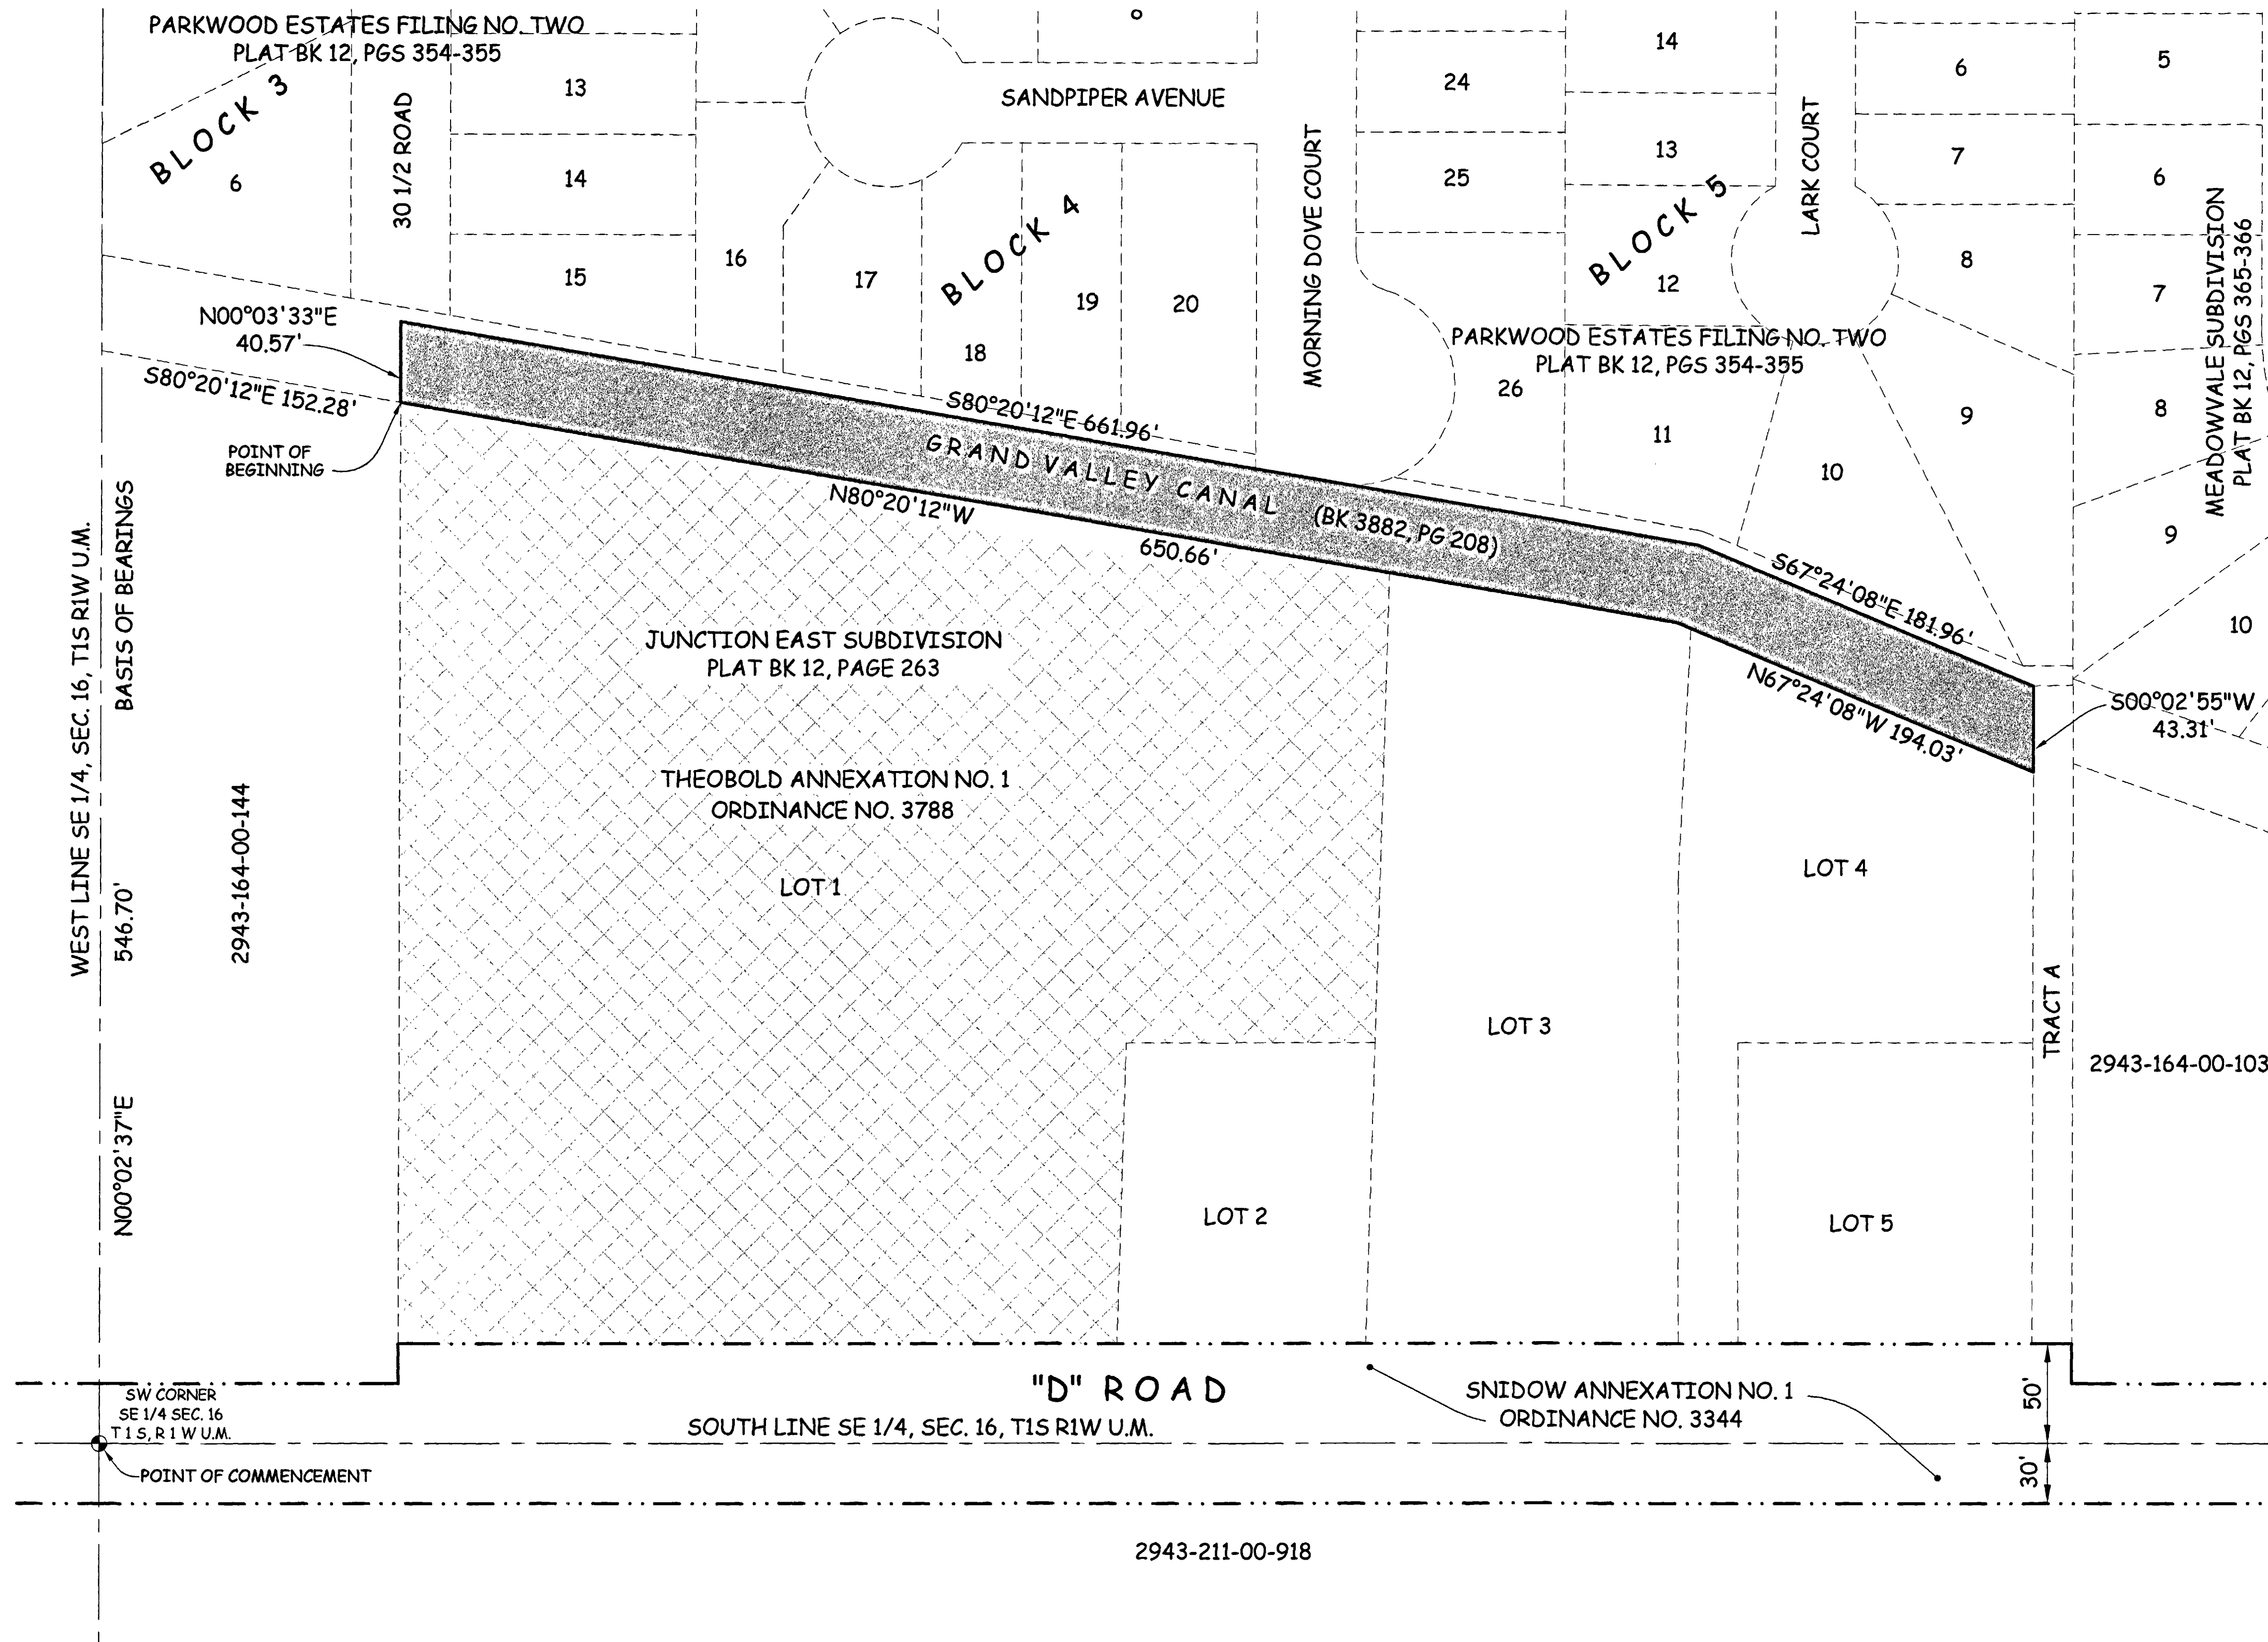 PARKWOOD ESTATES FILING NO. TWO
PLAT BK 12, PGS 354-355
BLOCK 3
6
30 1/2 ROAD
13
14
15
16
17
18
19
20
BLOCK 4
SANDPIPER AVENUE
MORNING DOVE COURT
24
25
26
14
13
12
11
10
BLOCK 5
LARK COURT
6
7
8
9
PARKWOOD ESTATES FILING NO. TWO
PLAT BK 12, PGS 354-355
5
6
7
8
9
10
MEADOWVALE SUBDIVISION
PLAT BK 12, PGS 365-366
N00°03'33"E
40.57'
S80°20'12"E 152.28'
POINT OF
BEGINNING
S80°20'12"E 661.96'
GRAND VALLEY CANAL (BK 3882, PG 208)
N80°20'12"W
650.66'
S67°24'08"E 181.96'
N67°24'08"W 194.03'
S00°02'55"W
43.31'
WEST LINE SE 1/4, SEC. 16, T1S R1W U.M.
BASIS OF BEARINGS
546.70'
N00°02'37"E
2943-164-00-144
JUNCTION EAST SUBDIVISION
PLAT BK 12, PAGE 263
THEOBOLD ANNEXATION NO. 1
ORDINANCE NO. 3788
LOT 1
LOT 2
LOT 3
LOT 4
LOT 5
TRACT A
2943-164-00-103
"D" ROAD
SOUTH LINE SE 1/4, SEC. 16, T1S R1W U.M.
SNIDOW ANNEXATION NO. 1
ORDINANCE NO. 3344
50'
30'
SW CORNER
SE 1/4 SEC. 16
T 1 S, R 1 W U.M.
POINT OF COMMENCEMENT
2943-211-00-918